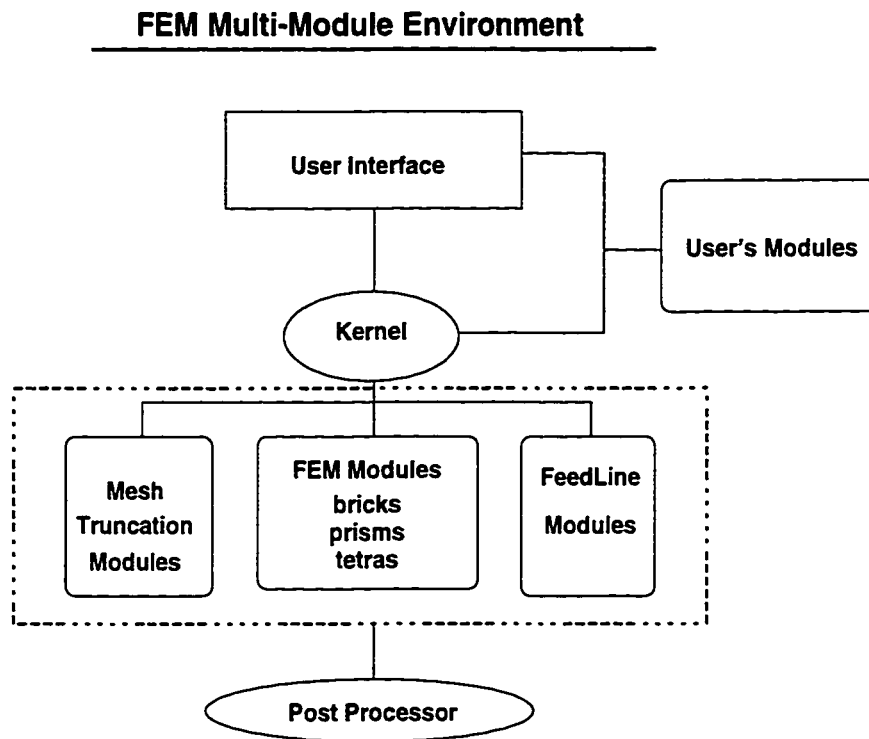 FEM Multi-Module Environment
User Interface
User's Modules
Kernel
Mesh
Truncation
Modules
FEM Modules
bricks
prisms
tetras
FeedLine
Modules
Post Processor